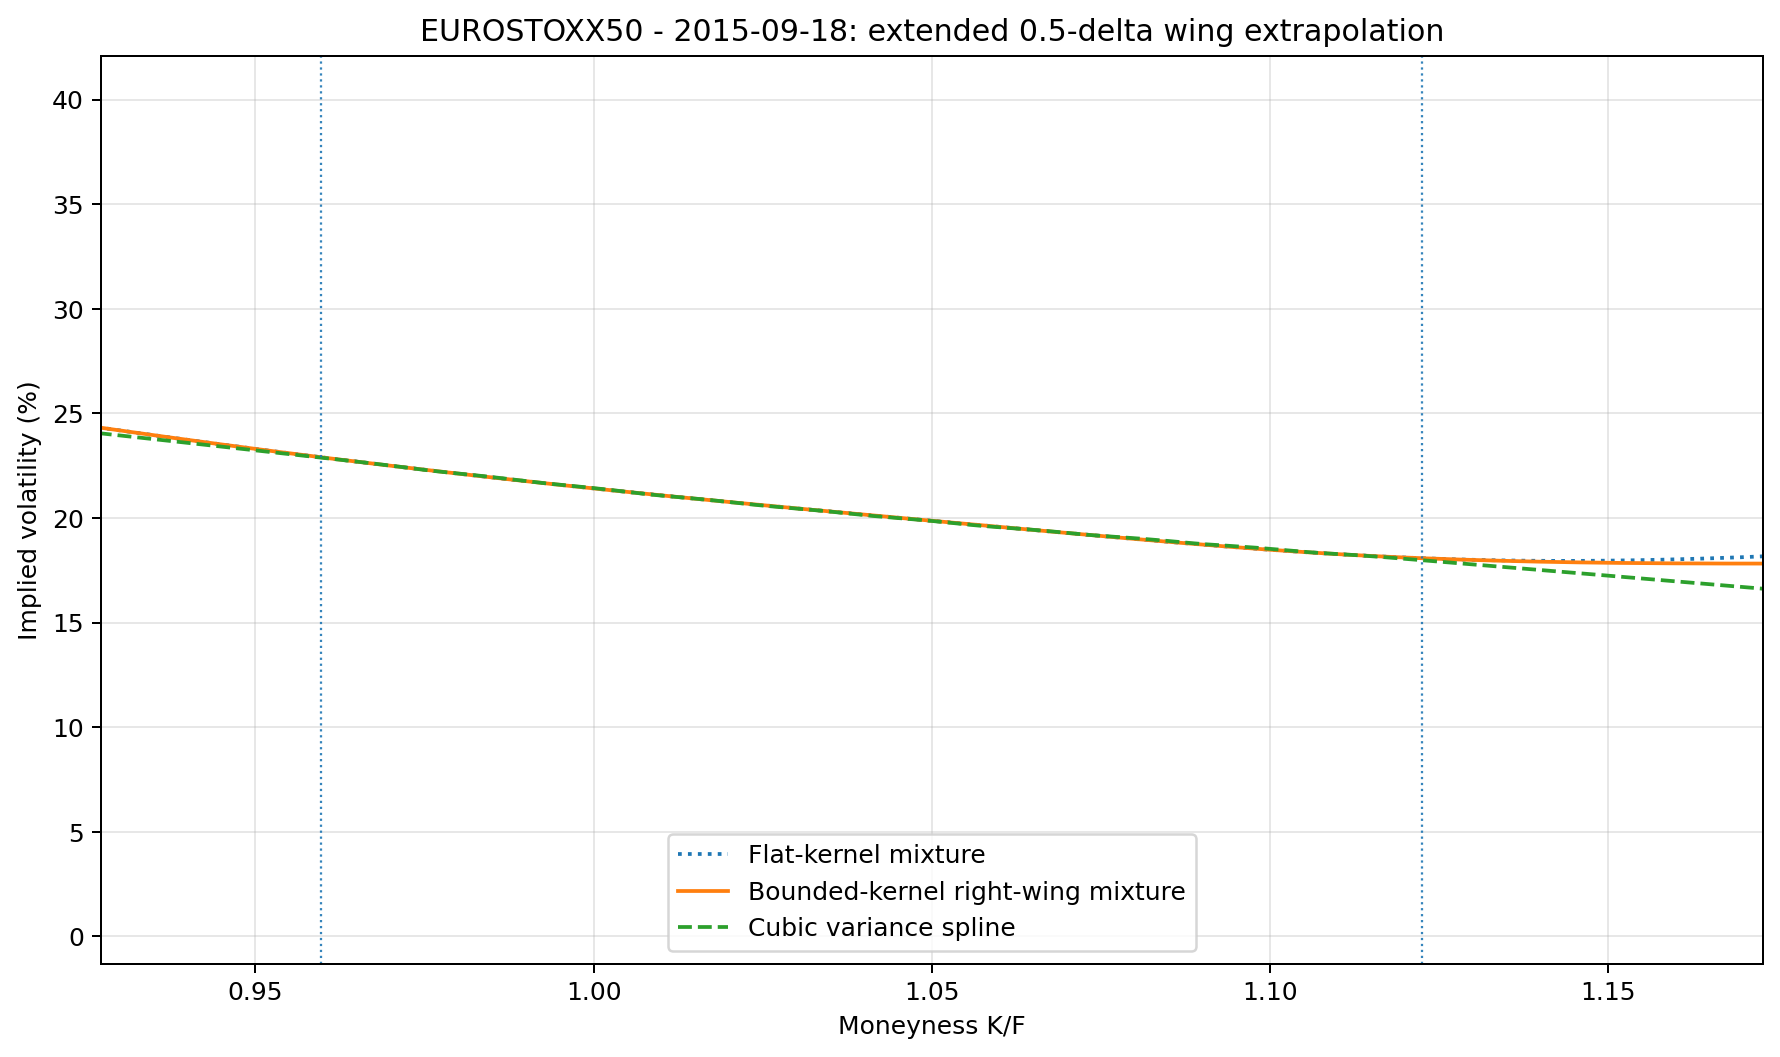 EUROSTOXX50 - 2015-09-18: extended 0.5-delta wing extrapolation
Implied volatility (%)
40
35
30
25
20
15
10
5
0
Flat-kernel mixture
Bounded-kernel right-wing mixture
Cubic variance spline
0.95 1.00 1.05 1.10 1.15
Moneyness K/F